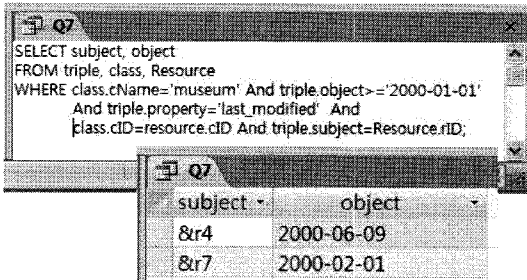 Q7
SELECT subject, object
FROM triple, class, Resource
WHERE class.cName='museum' And triple.object>='2000-01-01'
And triple.property='last_modified' And
class.cID=resource.cID And triple.subject=Resource.rID;
Q7
subject object
&r4 2000-06-09
&r7 2000-02-01